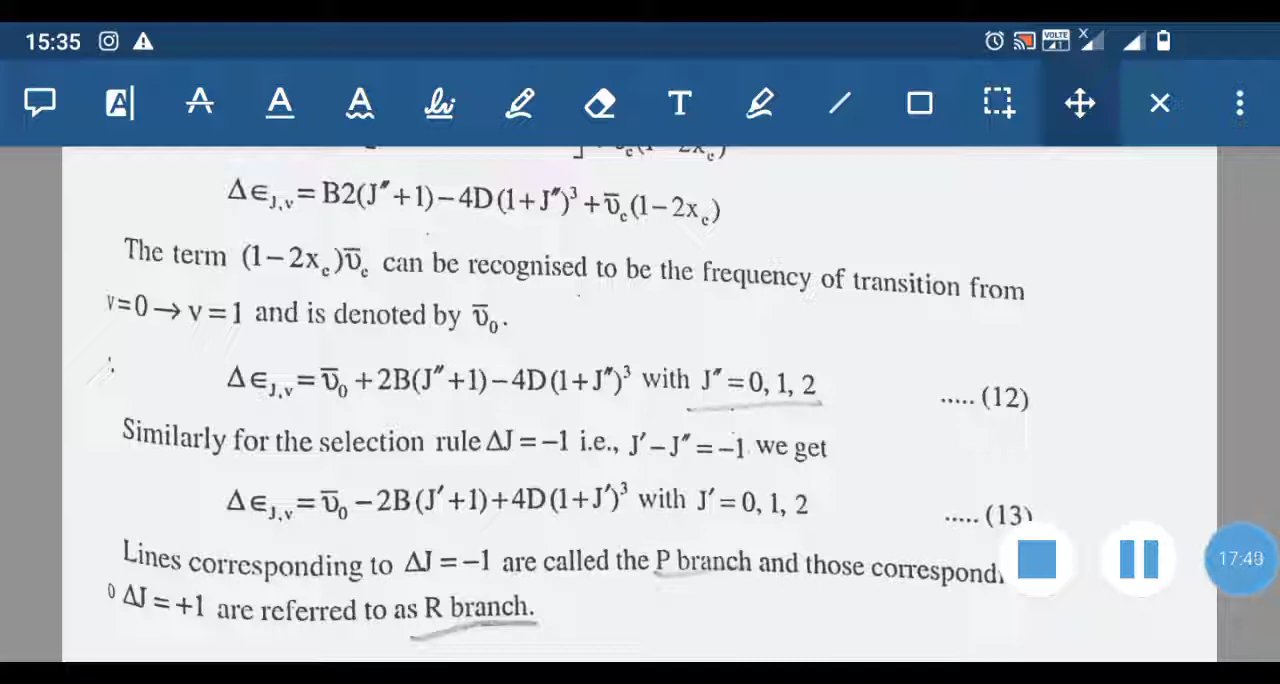 15:35
VOLTE
X
A
A
A
A
T
Δ∈J,v = B2(J″+1)−4D(1+J″)³+ῡe(1−2xe)
The term (1−2xe)ῡe can be recognised to be the frequency of transition from
v=0→v=1 and is denoted by ῡ0.
∴
Δ∈J,v = ῡ0+2B(J″+1)−4D(1+J″)³ with J″=0, 1, 2 ..... (12)
Similarly for the selection rule ΔJ=−1 i.e., J′−J″=−1 we get
Δ∈J,v = ῡ0−2B(J′+1)+4D(1+J′)³ with J′=0, 1, 2 ..... (13)
Lines corresponding to ΔJ=−1 are called the P branch and those correspondi
ΔJ=+1 are referred to as R branch.
17:48